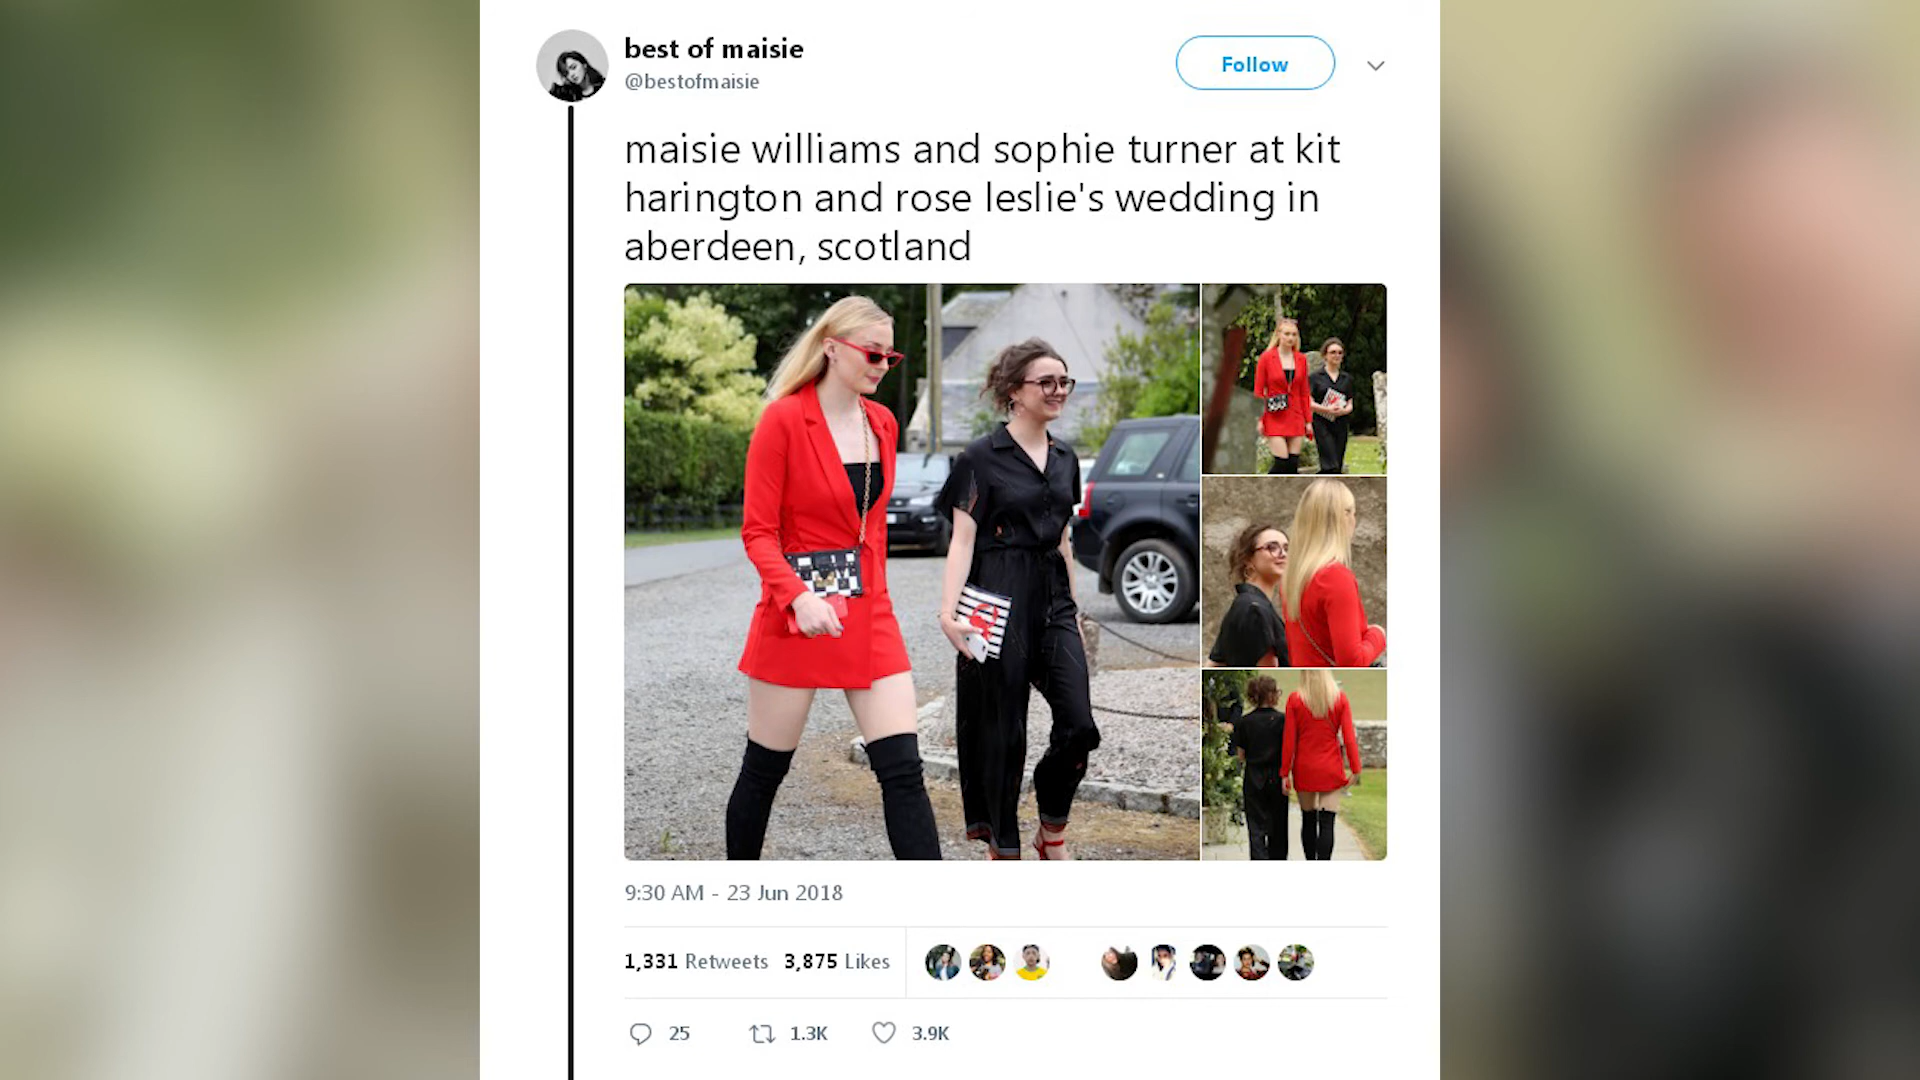 best of maisie
@bestofmaisie
Follow
maisie williams and sophie turner at kit
harington and rose leslie's wedding in
aberdeen, scotland
9:30 AM - 23 Jun 2018
1,331 Retweets 3,875 Likes
25 1.3K 3.9K